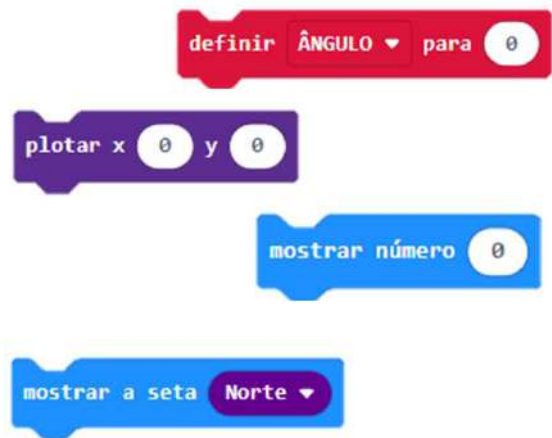 definir ÂNGULO para 0
plotar x 0 y 0
mostrar número 0
mostrar a seta Norte